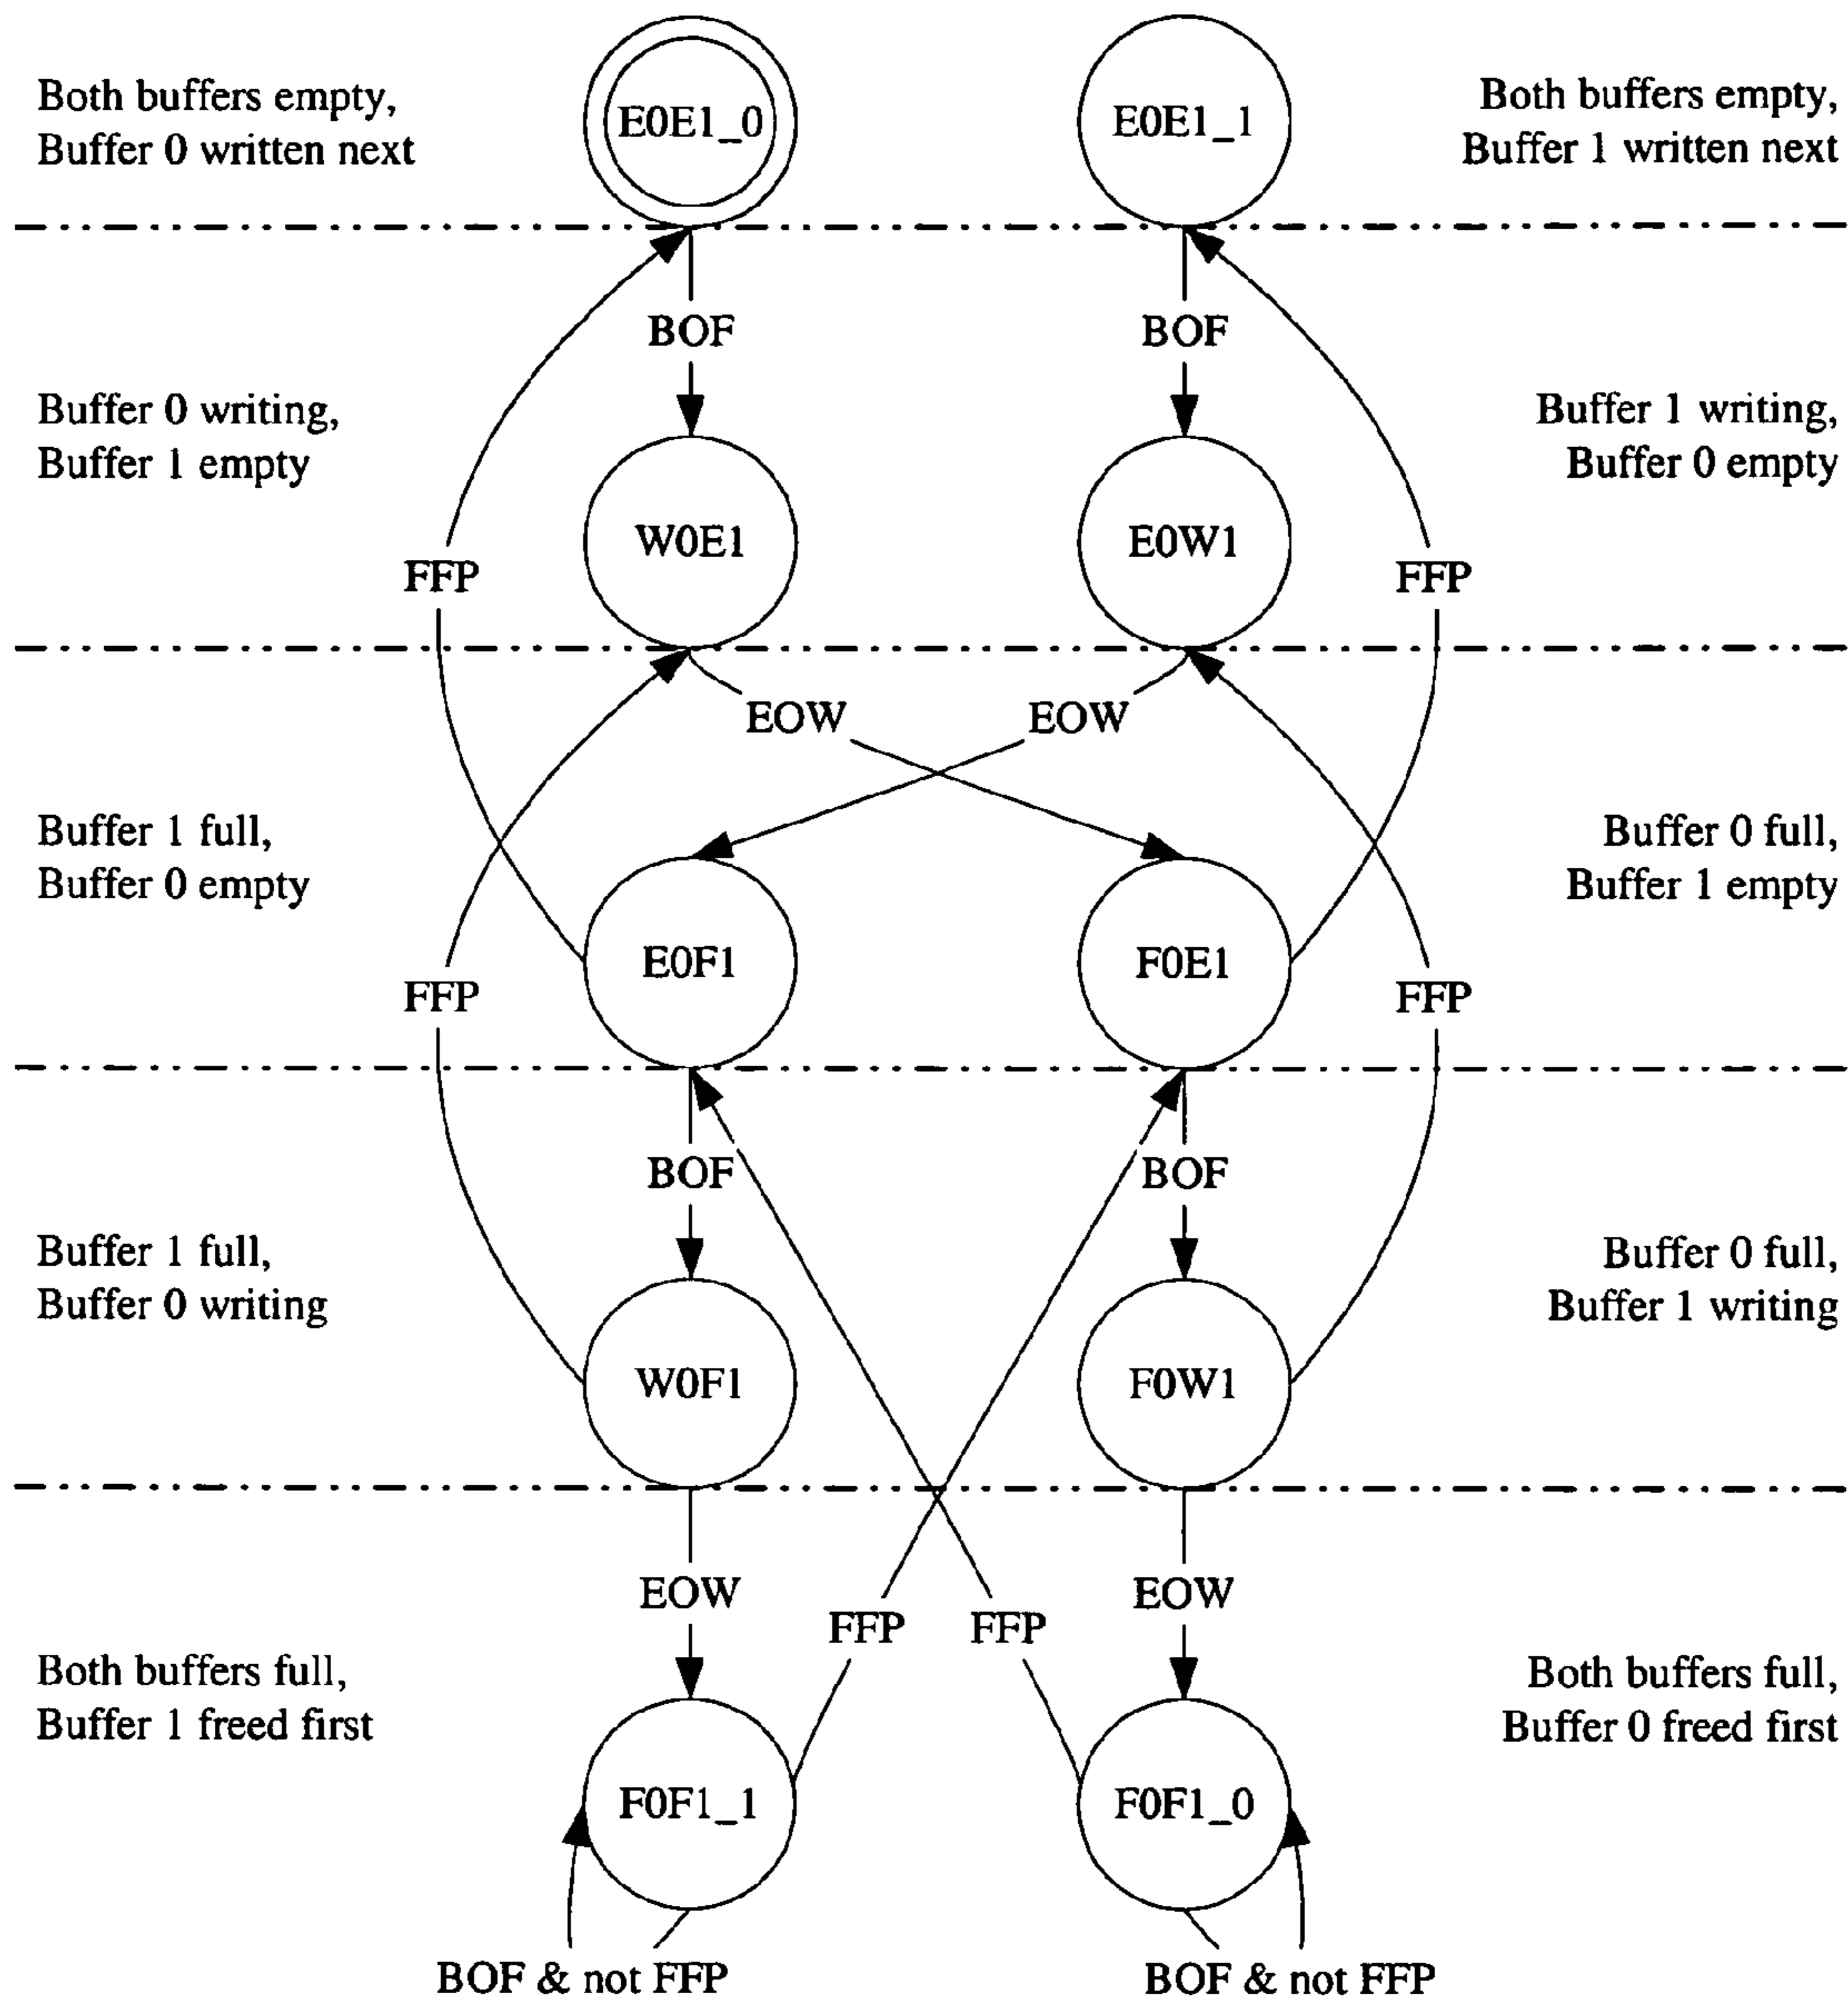 Both buffers empty,
Buffer 0 written next
E0E1_0
E0E1_1
Both buffers empty,
Buffer 1 written next
BOF
BOF
Buffer 0 writing,
Buffer 1 empty
W0E1
E0W1
Buffer 1 writing,
Buffer 0 empty
FFP
FFP
EOW
EOW
Buffer 1 full,
Buffer 0 empty
E0F1
F0E1
Buffer 0 full,
Buffer 1 empty
FFP
FFP
BOF
BOF
Buffer 1 full,
Buffer 0 writing
W0F1
F0W1
Buffer 0 full,
Buffer 1 writing
EOW
EOW
FFP
FFP
Both buffers full,
Buffer 1 freed first
F0F1_1
F0F1_0
Both buffers full,
Buffer 0 freed first
BOF & not FFP
BOF & not FFP